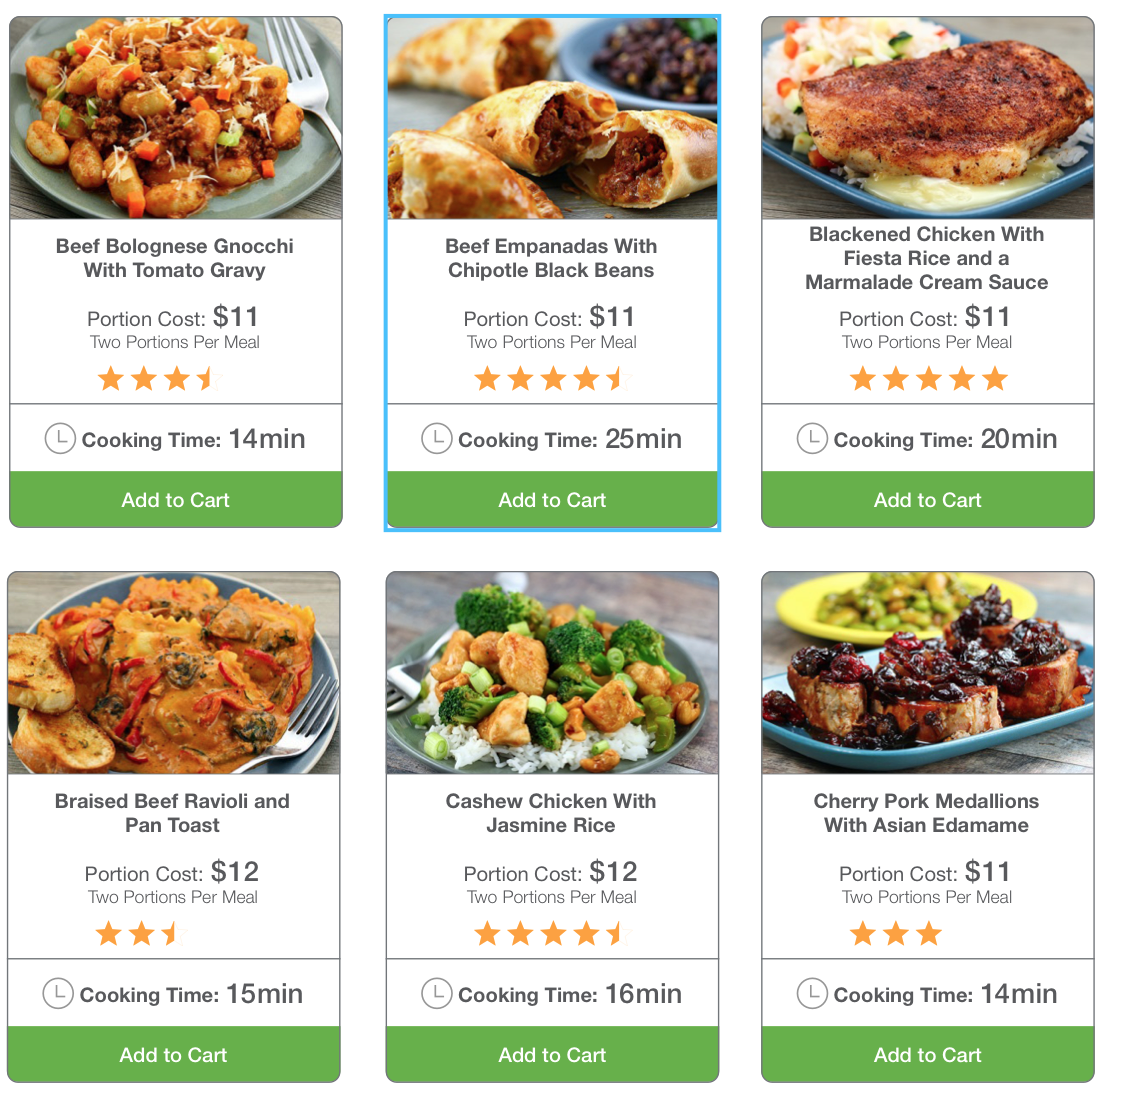 Beef Bolognese Gnocchi
With Tomato Gravy
Portion Cost: $11
Two Portions Per Meal
Cooking Time: 14min
Add to Cart
Beef Empanadas With
Chipotle Black Beans
Portion Cost: $11
Two Portions Per Meal
Cooking Time: 25min
Add to Cart
Blackened Chicken With
Fiesta Rice and a
Marmalade Cream Sauce
Portion Cost: $11
Two Portions Per Meal
Cooking Time: 20min
Add to Cart
Braised Beef Ravioli and
Pan Toast
Portion Cost: $12
Two Portions Per Meal
Cooking Time: 15min
Add to Cart
Cashew Chicken With
Jasmine Rice
Portion Cost: $12
Two Portions Per Meal
Cooking Time: 16min
Add to Cart
Cherry Pork Medallions
With Asian Edamame
Portion Cost: $11
Two Portions Per Meal
Cooking Time: 14min
Add to Cart